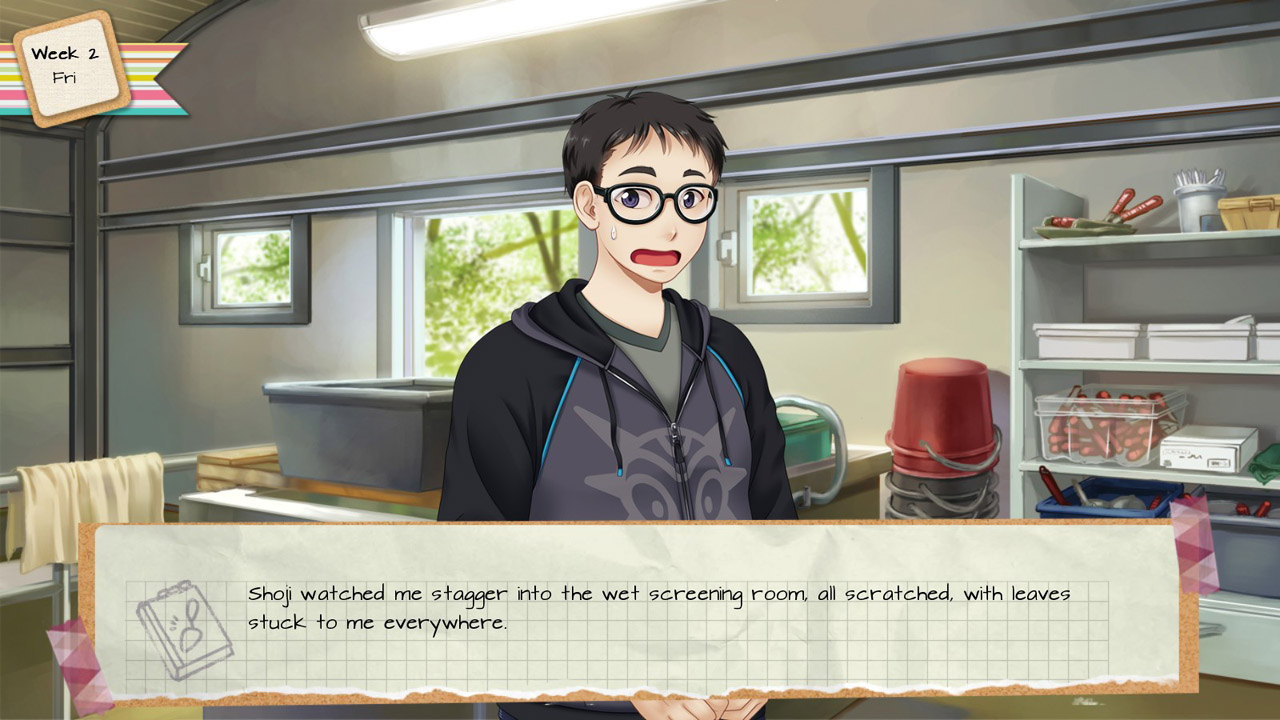 Week 2
Fri
Shoji watched me stagger into the wet screening room, all scratched, with leaves
stuck to me everywhere.